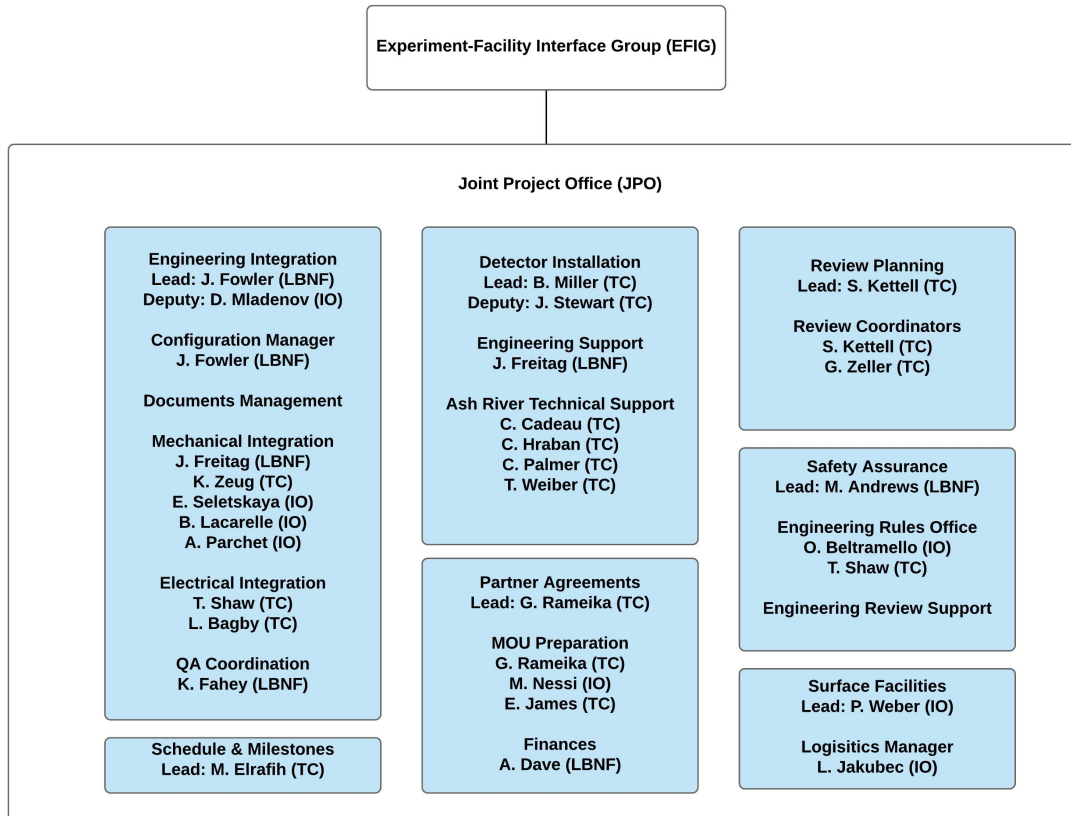 Experiment-Facility Interface Group (EFIG)
Joint Project Office (JPO)
Engineering Integration
Lead: J. Fowler (LBNF)
Deputy: D. Mladenov (IO)
Configuration Manager
J. Fowler (LBNF)
Documents Management
Mechanical Integration
J. Freitag (LBNF)
K. Zeug (TC)
E. Seletskaya (IO)
B. Lacarelle (IO)
A. Parchet (IO)
Electrical Integration
T. Shaw (TC)
L. Bagby (TC)
QA Coordination
K. Fahey (LBNF)
Schedule & Milestones
Lead: M. Elrafih (TC)
Detector Installation
Lead: B. Miller (TC)
Deputy: J. Stewart (TC)
Engineering Support
J. Freitag (LBNF)
Ash River Technical Support
C. Cadeau (TC)
C. Hraban (TC)
C. Palmer (TC)
T. Weiber (TC)
Partner Agreements
Lead: G. Rameika (TC)
MOU Preparation
G. Rameika (TC)
M. Nessi (IO)
E. James (TC)
Finances
A. Dave (LBNF)
Review Planning
Lead: S. Kettell (TC)
Review Coordinators
S. Kettell (TC)
G. Zeller (TC)
Safety Assurance
Lead: M. Andrews (LBNF)
Engineering Rules Office
O. Beltramello (IO)
T. Shaw (TC)
Engineering Review Support
Surface Facilities
Lead: P. Weber (IO)
Logisitics Manager
L. Jakubec (IO)